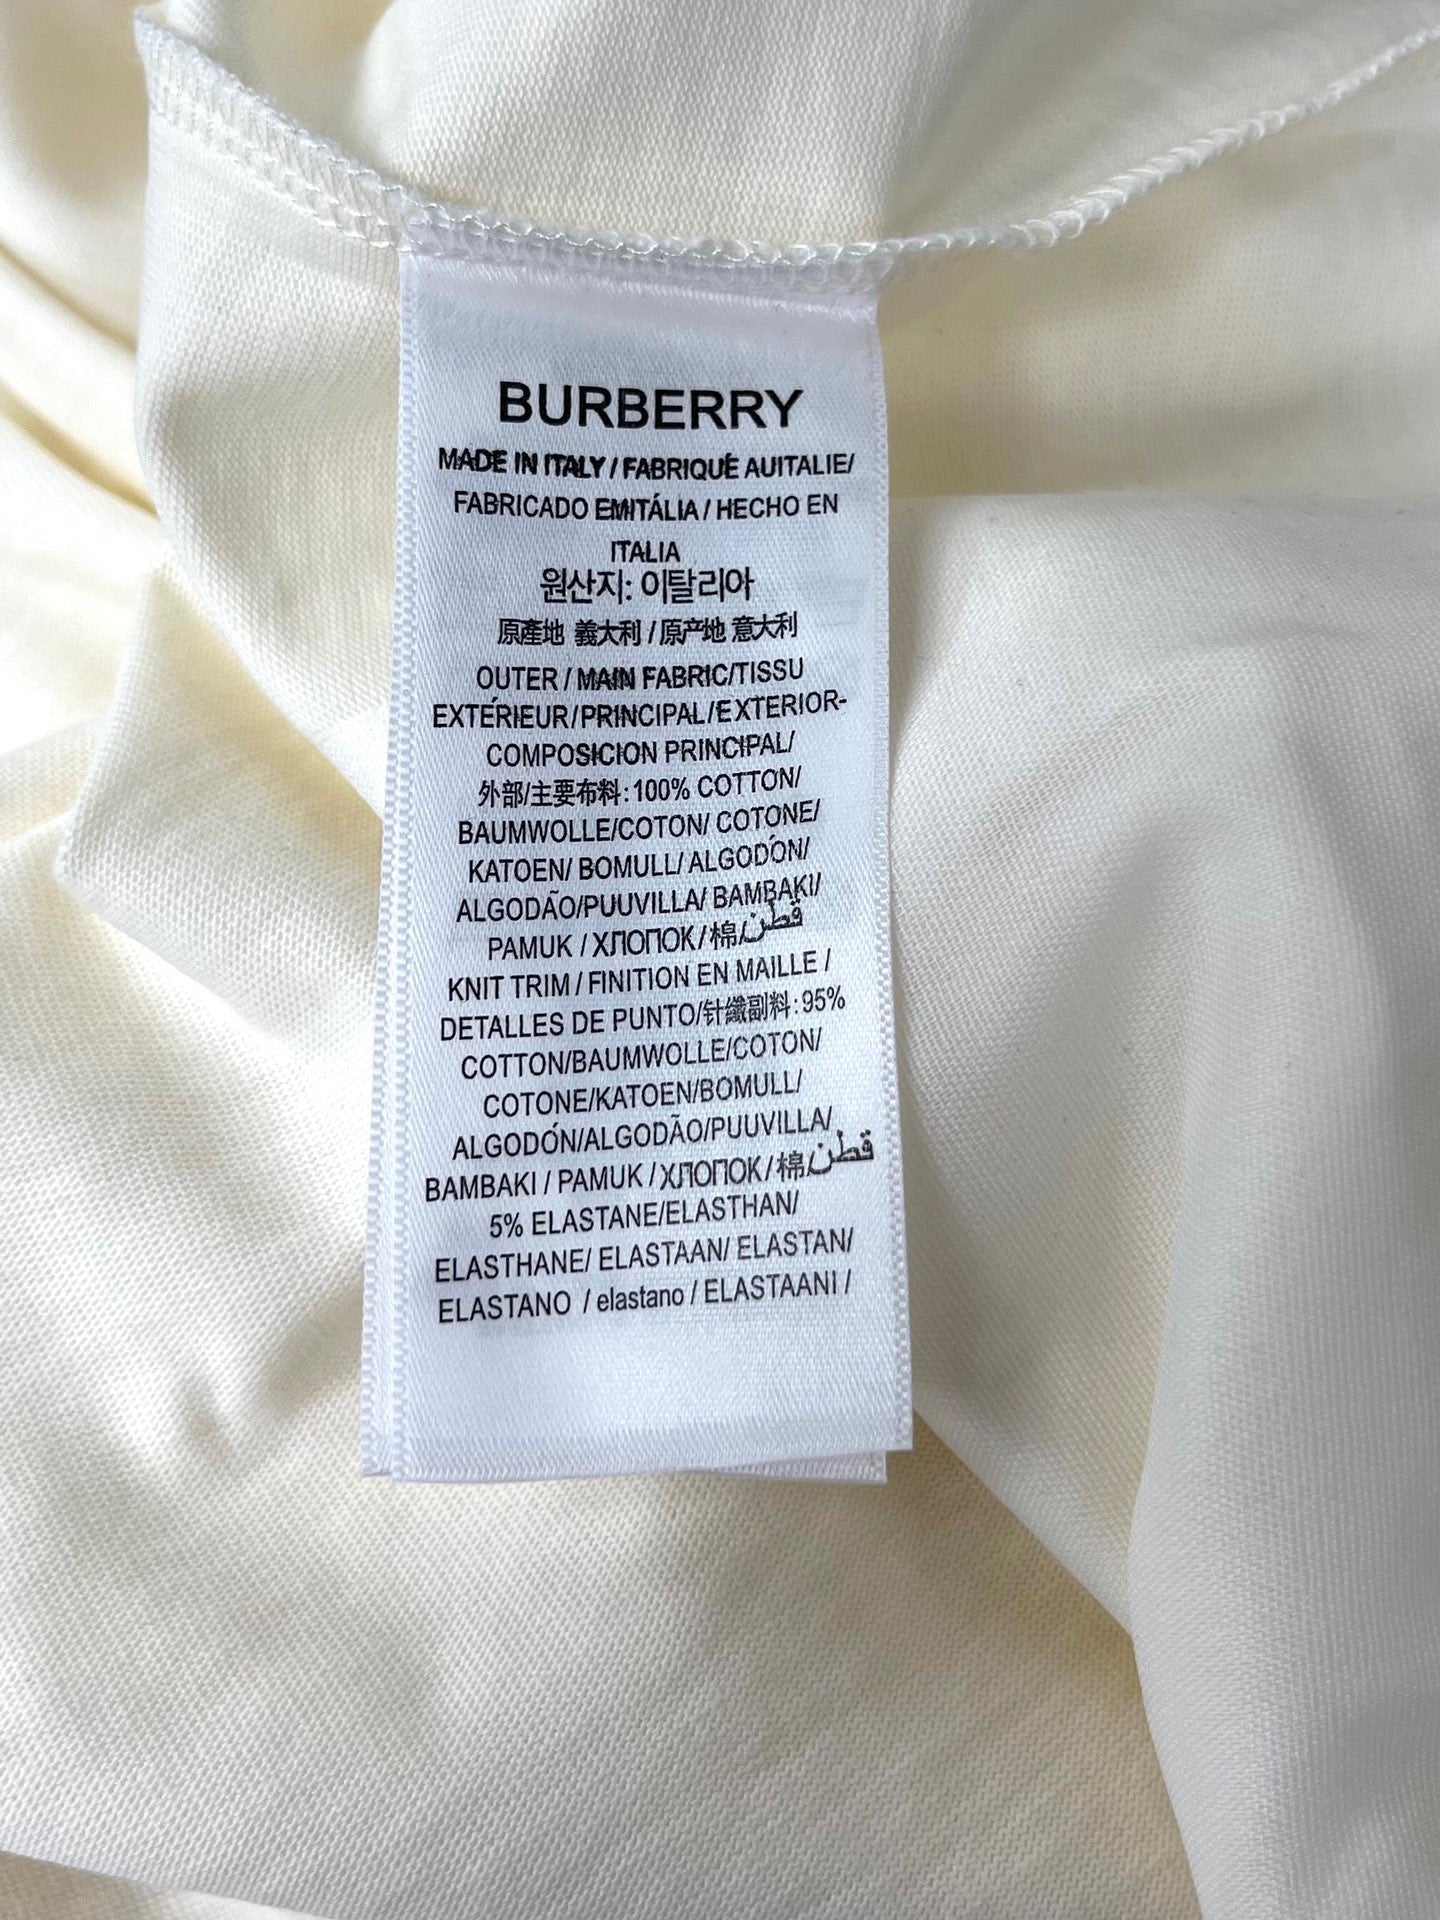 BURBERRY
MADE IN ITALY / FABRIQUÉ AUITALIE/
FABRICADO EMITÁLIA / HECHO EN
ITALIA
원산지: 이탈리아
原產地 義大利 / 原产地 意大利
OUTER / MAIN FABRIC/TISSU
EXTÉRIEUR/PRINCIPAL/EXTERIOR-
COMPOSICION PRINCIPAL/
外部/主要布料:100% COTTON/
BAUMWOLLE/COTON/ COTONE/
KATOEN/ BOMULL/ ALGODÓN/
ALGODÃO/PUUVILLA/ BAMBAKI/
PAMUK / ХЛОПОК / 棉/قطن
KNIT TRIM / FINITION EN MAILLE /
DETALLES DE PUNTO/针織副料:95%
COTTON/BAUMWOLLE/COTON/
COTONE/KATOEN/BOMULL/
ALGODÓN/ALGODÃO/PUUVILLA/
BAMBAKI / PAMUK / ХЛОПОК / 棉/قطن
5% ELASTANE/ELASTHAN/
ELASTHANE/ ELASTAAN/ ELASTAN/
ELASTANO / elastano / ELASTAANI /